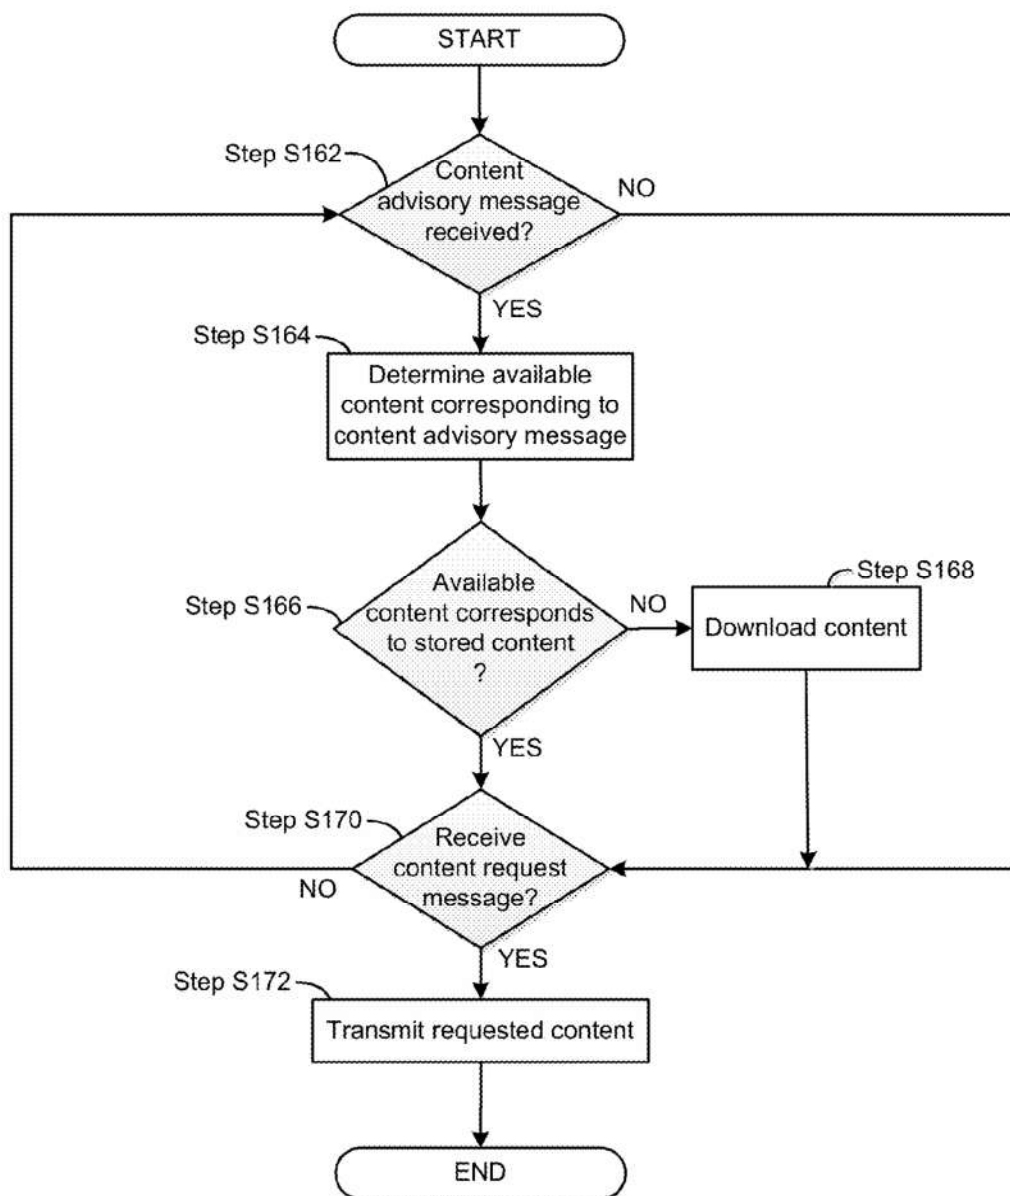 START
Step S162
Content
advisory message
received?
NO
YES
Step S164
Determine available
content corresponding to
content advisory message
Step S166
Available
content corresponds
to stored content
?
NO
Step S168
Download content
YES
Step S170
Receive
content request
message?
NO
YES
Step S172
Transmit requested content
END